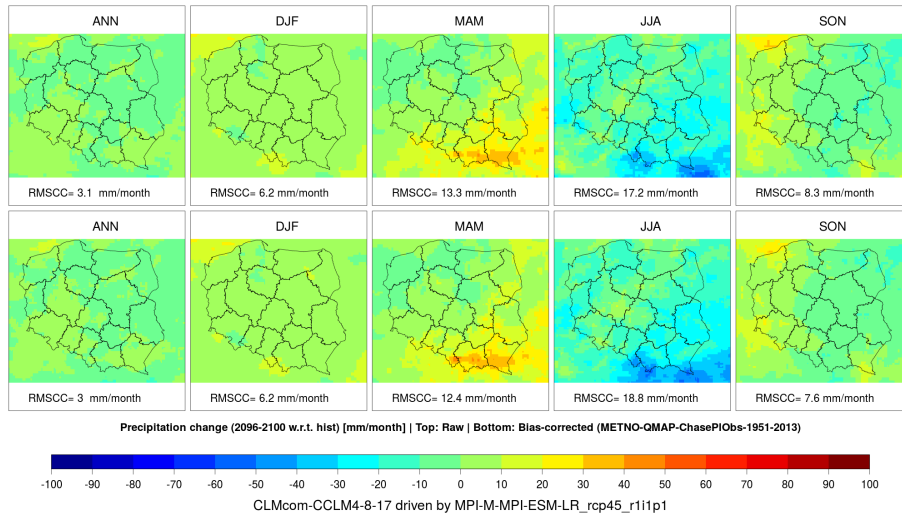 ANN DJF MAM JJA SON
RMSCC= 3.1 mm/month RMSCC= 6.2 mm/month RMSCC= 13.3 mm/month RMSCC= 17.2 mm/month RMSCC= 8.3 mm/month
ANN DJF MAM JJA SON
RMSCC= 3 mm/month RMSCC= 6.2 mm/month RMSCC= 12.4 mm/month RMSCC= 18.8 mm/month RMSCC= 7.6 mm/month
Precipitation change (2096-2100 w.r.t. hist) [mm/month] | Top: Raw | Bottom: Bias-corrected (METNO-QMAP-ChasePlObs-1951-2013)
-100 -90 -80 -70 -60 -50 -40 -30 -20 -10 0 10 20 30 40 50 60 70 80 90 100
CLMcom-CCLM4-8-17 driven by MPI-M-MPI-ESM-LR_rcp45_r1i1p1